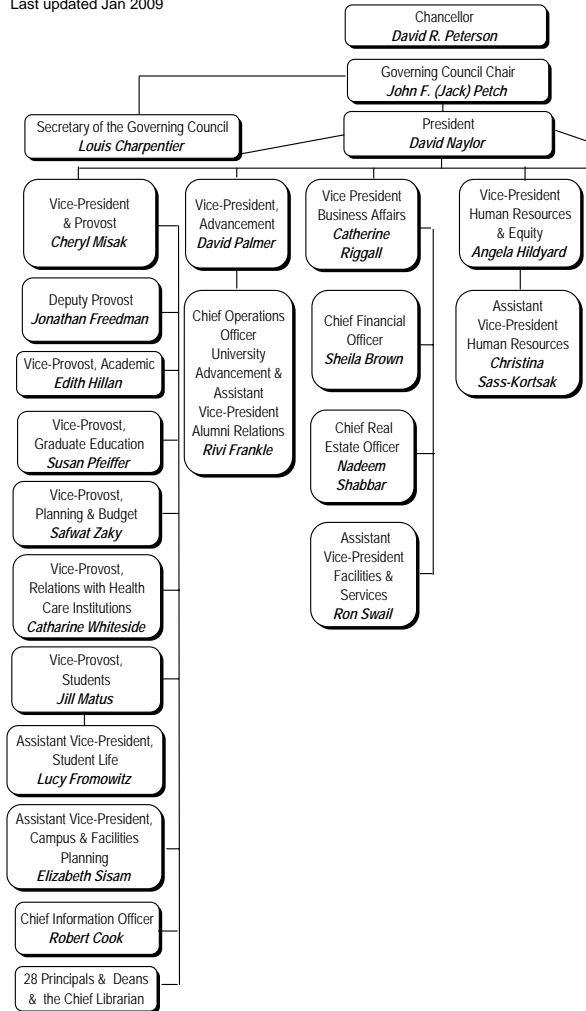 Last updated Jan 2009
Chancellor
David R. Peterson
Governing Council Chair
John F. (Jack) Petch
Secretary of the Governing Council
Louis Charpentier
President
David Naylor
Vice-President
& Provost
Cheryl Misak
Vice-President,
Advancement
David Palmer
Vice President
Business Affairs
Catherine
Riggall
Vice-President
Human Resources
& Equity
Angela Hildyard
Deputy Provost
Jonathan Freedman
Vice-Provost, Academic
Edith Hillan
Vice-Provost,
Graduate Education
Susan Pfeiffer
Vice-Provost,
Planning & Budget
Safwat Zaky
Vice-Provost,
Relations with Health
Care Institutions
Catharine Whiteside
Vice-Provost,
Students
Jill Matus
Assistant Vice-President,
Student Life
Lucy Fromowitz
Assistant Vice-President,
Campus & Facilities
Planning
Elizabeth Sisam
Chief Information Officer
Robert Cook
28 Principals & Deans
& the Chief Librarian
Chief Operations
Officer
University
Advancement &
Assistant
Vice-President
Alumni Relations
Rivi Frankle
Chief Financial
Officer
Sheila Brown
Chief Real
Estate Officer
Nadeem
Shabbar
Assistant
Vice-President
Facilities &
Services
Ron Swail
Assistant
Vice-President
Human Resources
Christina
Sass-Kortsak